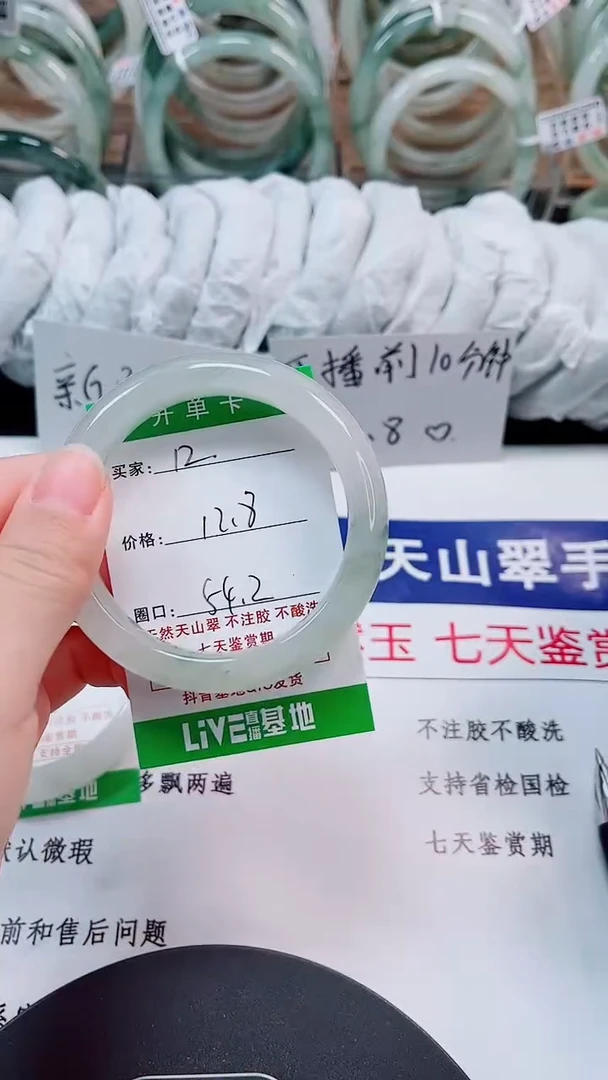 亲
播前10分钟
.8 ♡
开单卡
买家: 12
价格: 12.8
圈口: 54.2
天然天山翠 不注胶 不酸洗
七天鉴赏期
发货
LIVE直播基地
天山翠手
玉 七天鉴赏
不注胶不酸洗
支持省检国检
七天鉴赏期
多飘两遍
默认微瑕
前和售后问题